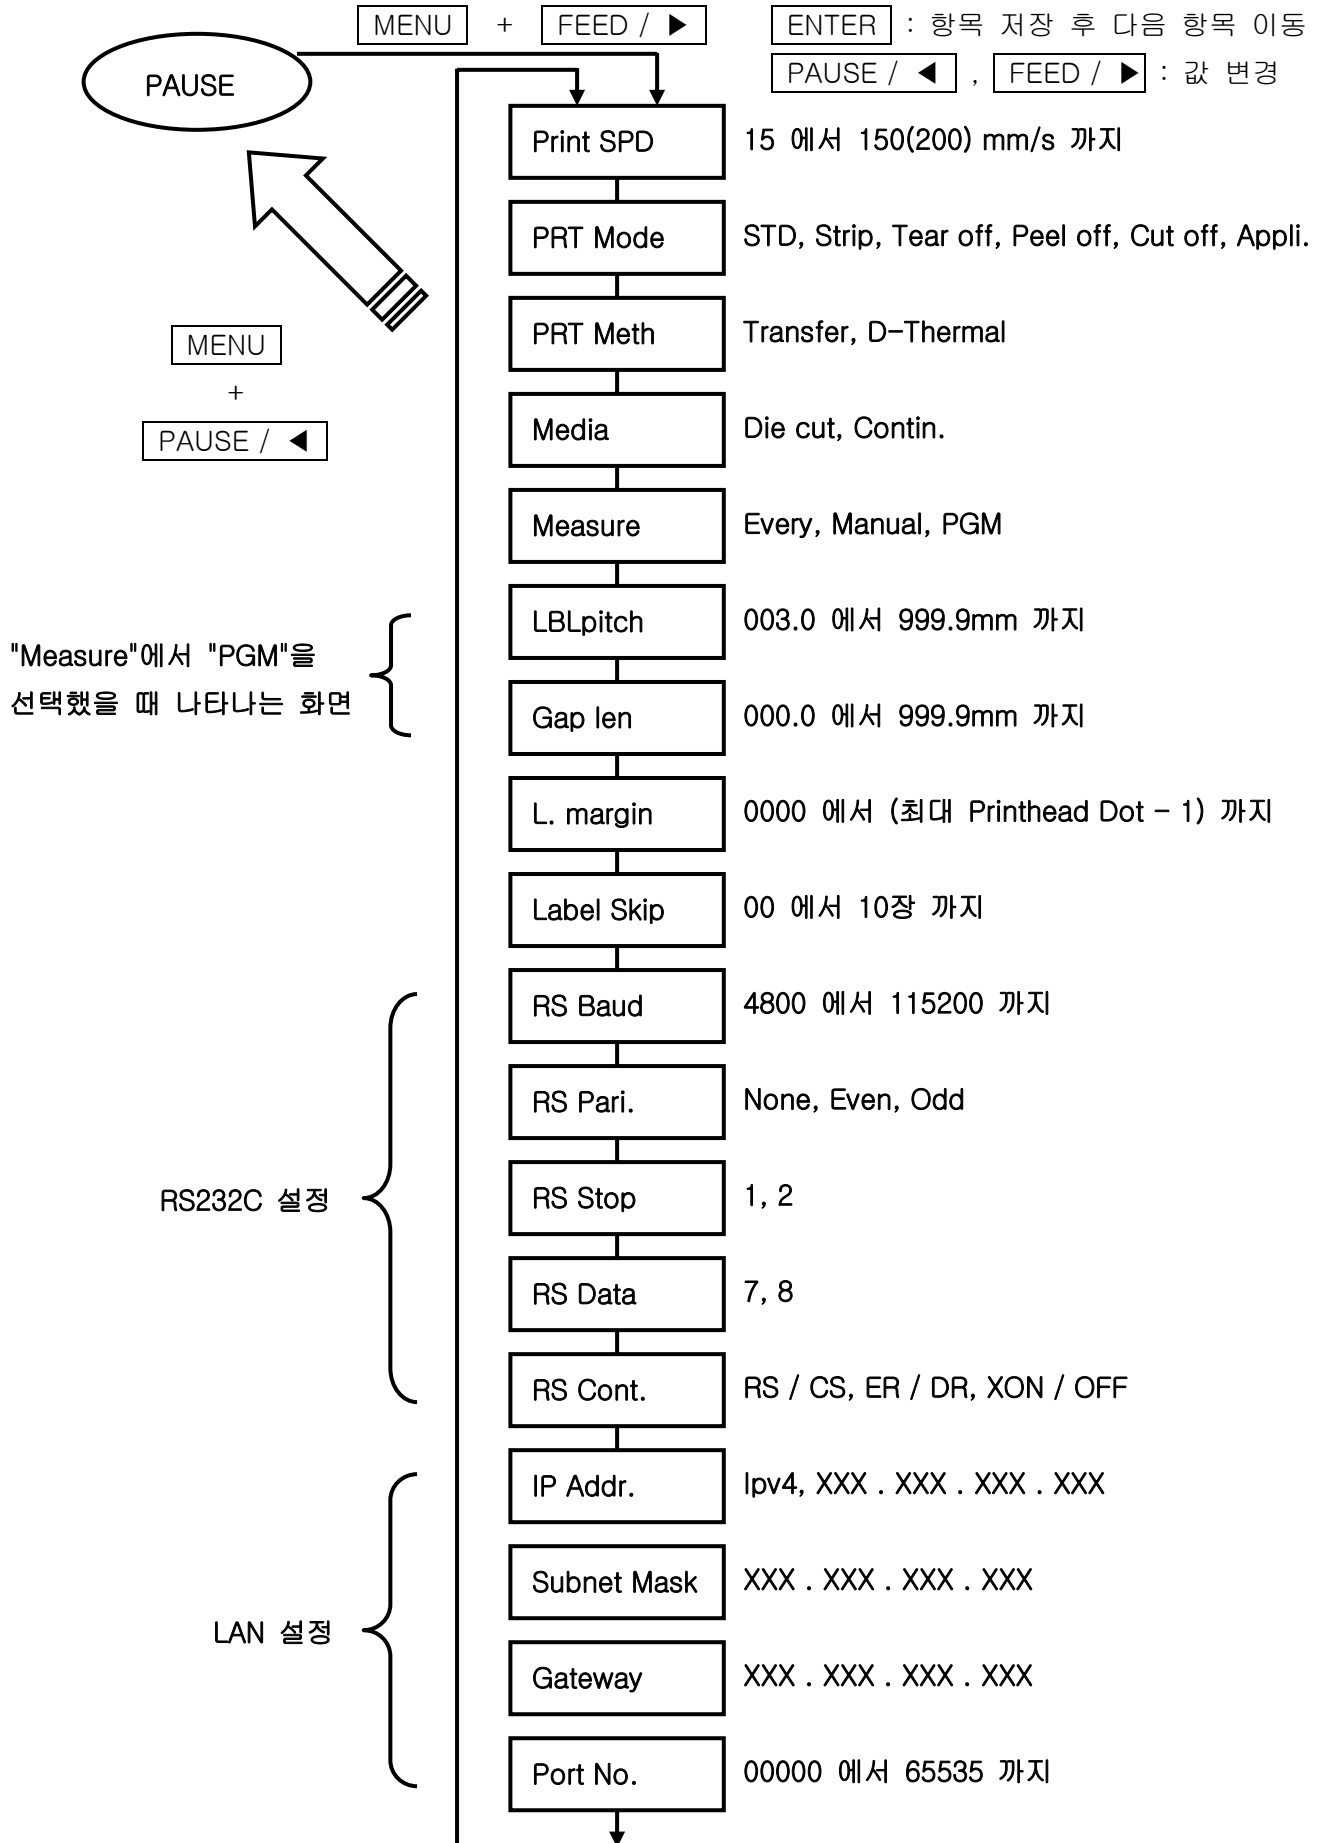 MENU + FEED / ▶
ENTER : 항목 저장 후 다음 항목 이동
PAUSE / ◀ , FEED / ▶ : 값 변경
PAUSE
Print SPD 15 에서 150(200) mm/s 까지
PRT Mode STD, Strip, Tear off, Peel off, Cut off, Appli.
PRT Meth Transfer, D-Thermal
MENU
+
PAUSE / ◀
Media Die cut, Contin.
Measure Every, Manual, PGM
"Measure"에서 "PGM"을
선택했을 때 나타나는 화면
LBLpitch 003.0 에서 999.9mm 까지
Gap len 000.0 에서 999.9mm 까지
L. margin 0000 에서 (최대 Printhead Dot - 1) 까지
Label Skip 00 에서 10장 까지
RS232C 설정
RS Baud 4800 에서 115200 까지
RS Pari. None, Even, Odd
RS Stop 1, 2
RS Data 7, 8
RS Cont. RS / CS, ER / DR, XON / OFF
LAN 설정
IP Addr. Ipv4, XXX . XXX . XXX . XXX
Subnet Mask XXX . XXX . XXX . XXX
Gateway XXX . XXX . XXX . XXX
Port No. 00000 에서 65535 까지